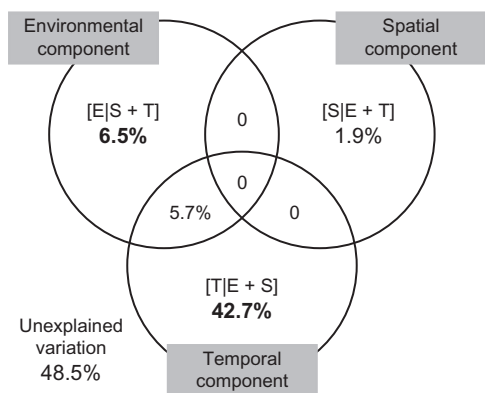 Environmental
component
Spatial
component
[E|S + T]
6.5%
0
[S|E + T]
1.9%
0
5.7%
0
[T|E + S]
42.7%
Unexplained
variation
48.5%
Temporal
component